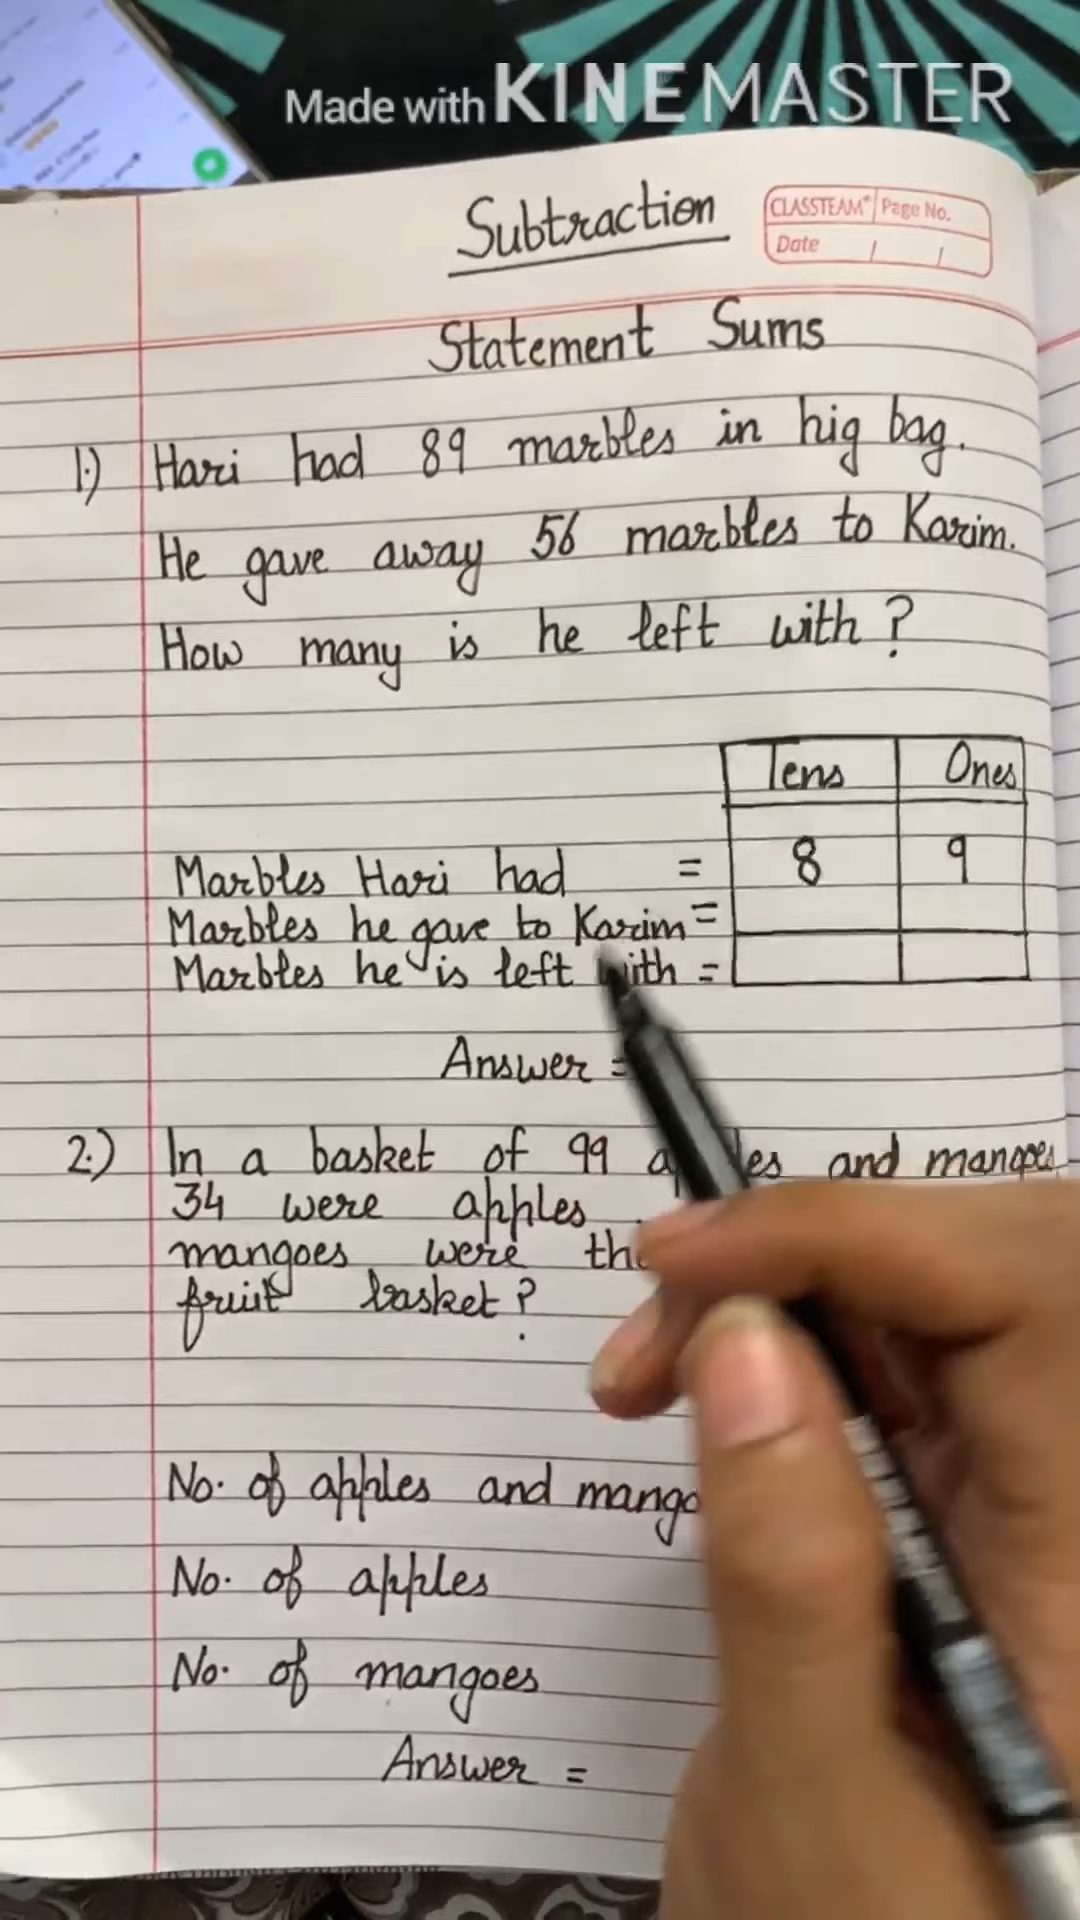 Made with KINEMASTER
Subtraction
CLASSTEAM Page No.
Date / /
Statement Sums
1.) Hari had 89 marbles in hig bag.
He gave away 56 marbles to Karim.
How many is he left with?
Tens Ones
Marbles Hari had = 8 9
Marbles he gave to Karim =
Marbles he is left with =
Answer =
2.) In a basket of 99 and mangoes
34 were apples.
mangoes were
fruit basket?
No. of apples and
No. of apples
No. of mangoes
Answer =